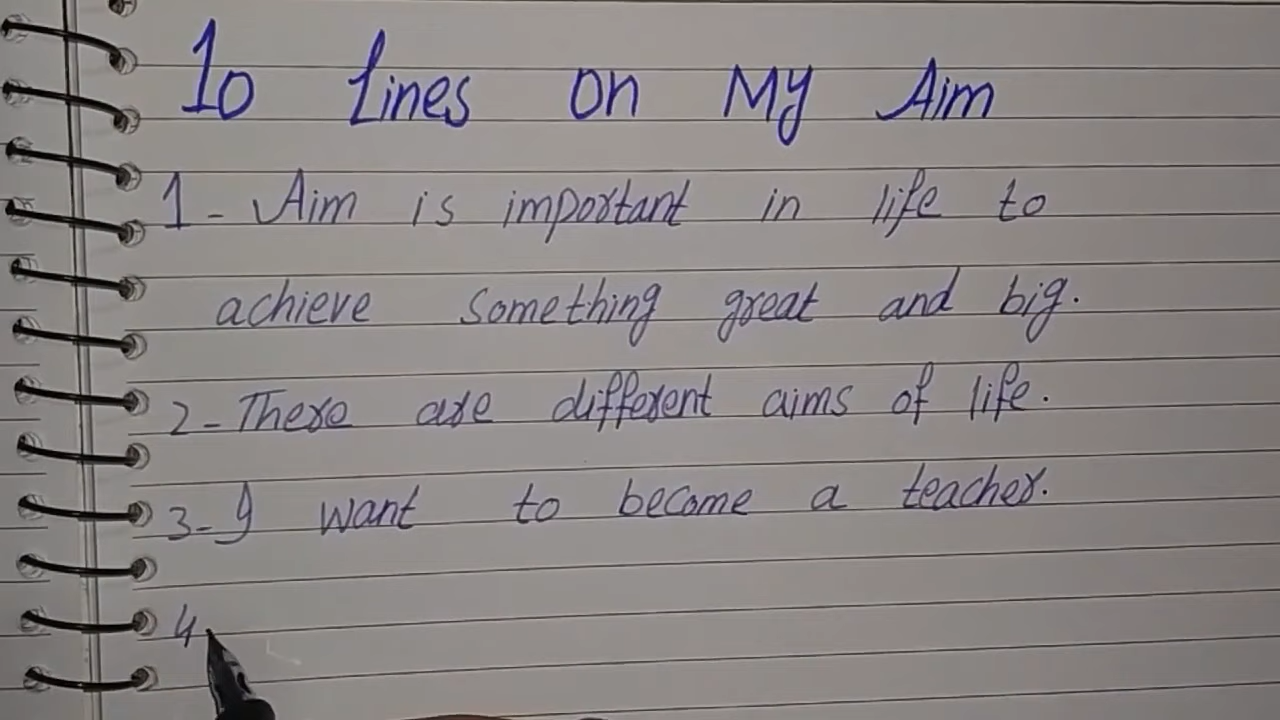 10 Lines on My Aim
1 - Aim is important in life to
achieve something great and big.
2 - There are different aims of life.
3 - I want to become a teacher.
4